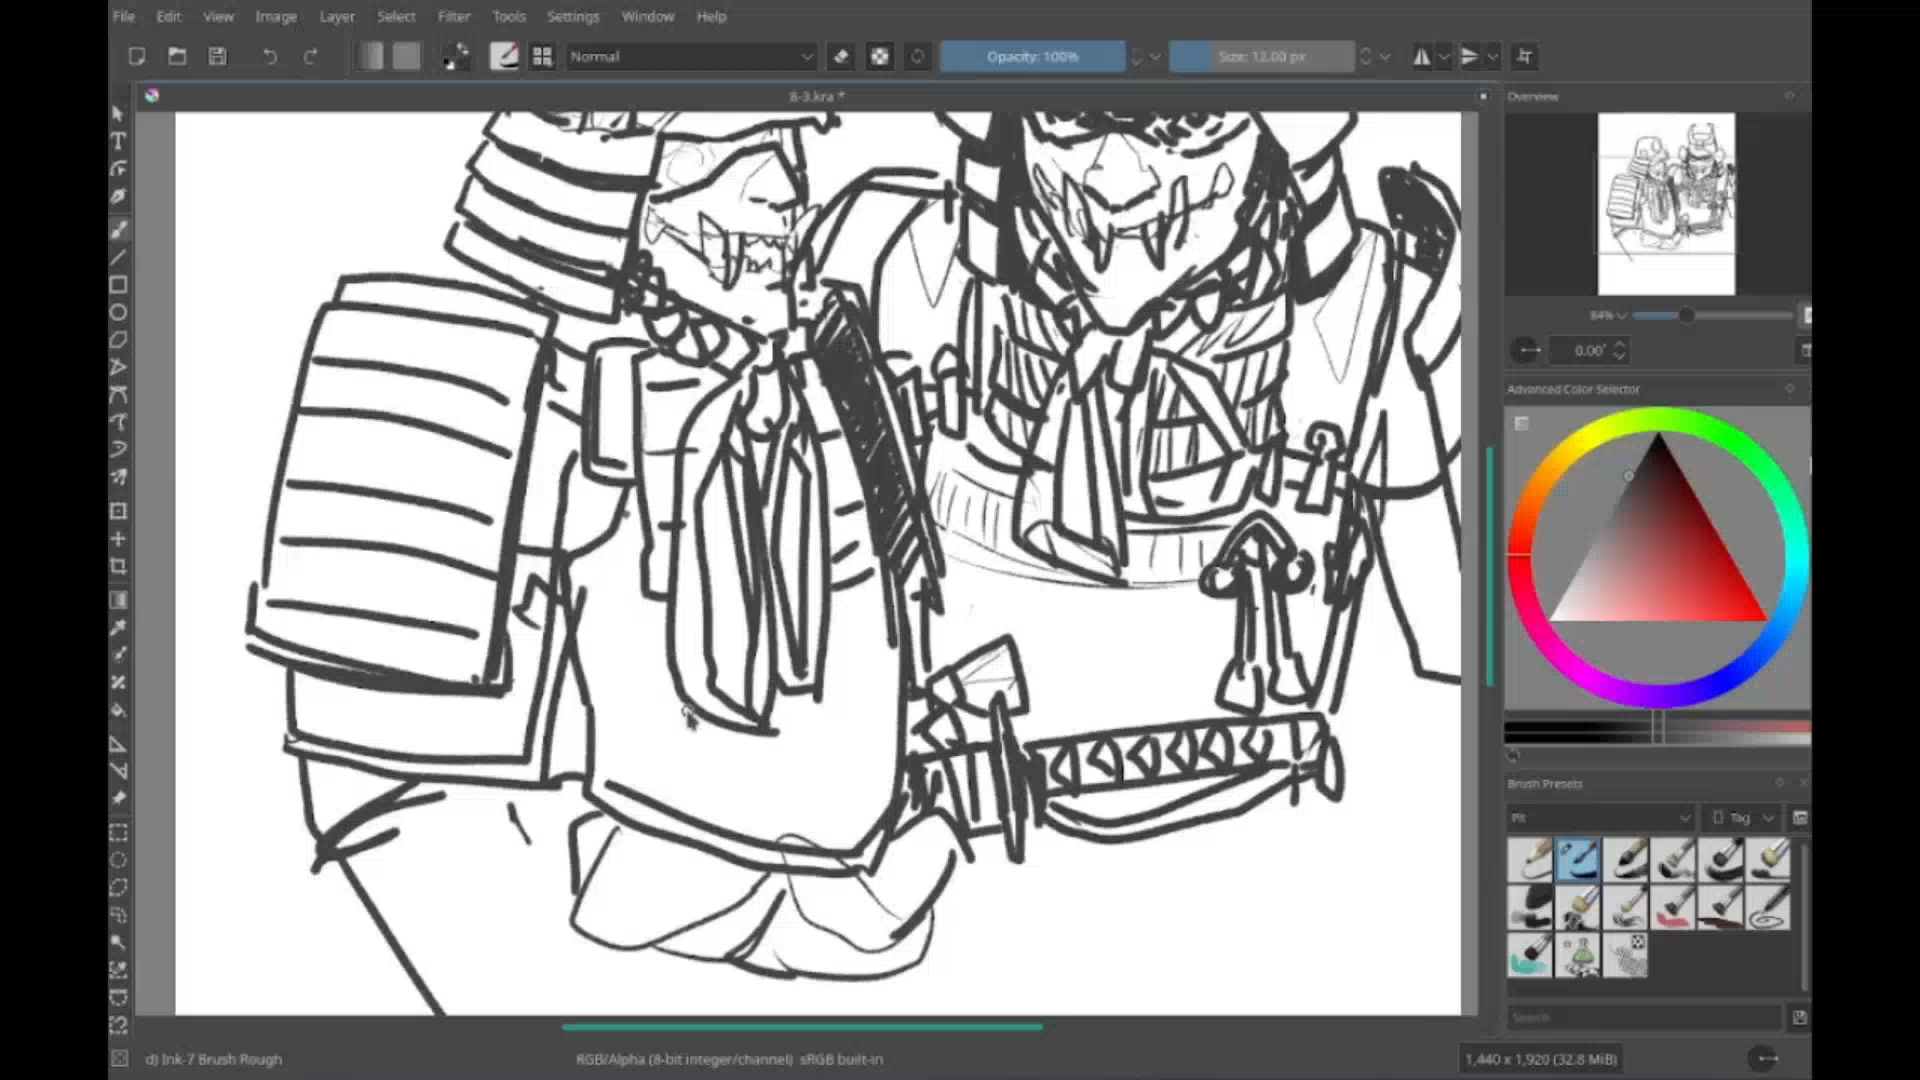 File Edit View Image Layer Select Filter Tools Settings Window Help
Normal
Opacity: 100%
Size: 12.00 px
8-3.kra *
Overview
84%
0.00°
Advanced Color Selector
Brush Presets
Tag
Search
d) Ink-7 Brush Rough
RGB/Alpha (8-bit integer/channel) sRGB built-in
1,440 x 1,920 (32.8 MiB)